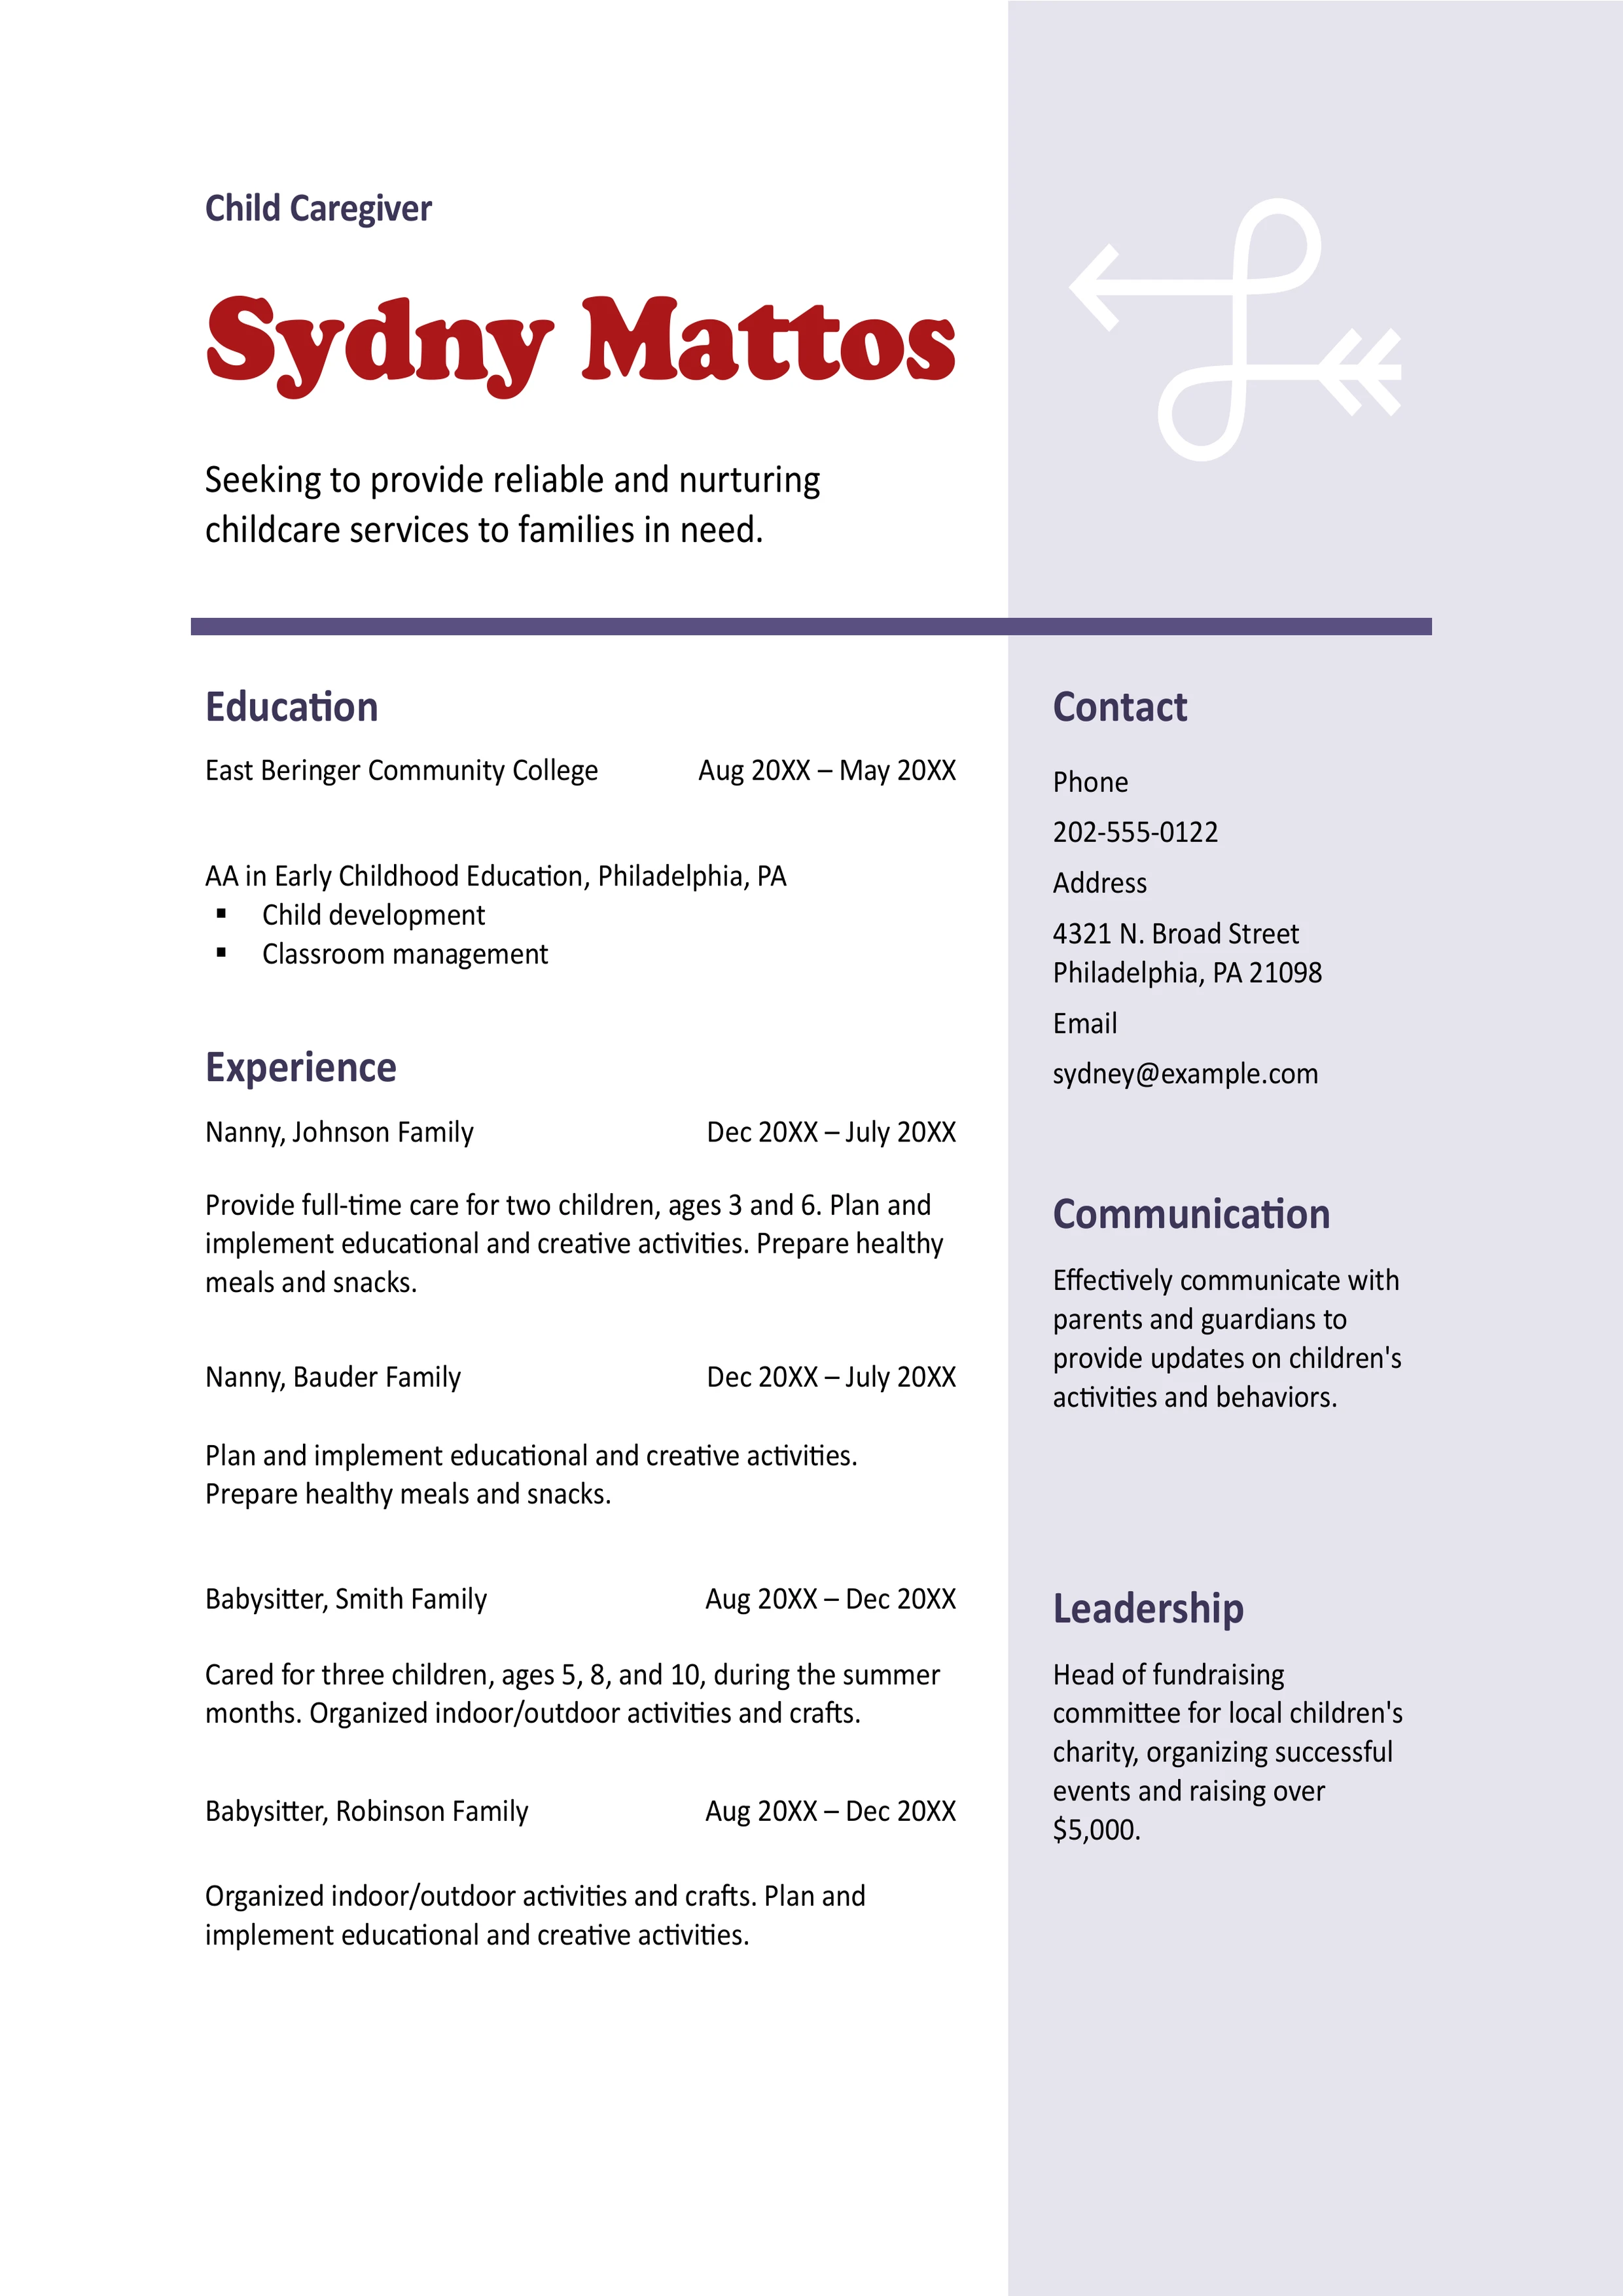 Child Caregiver
Sydny Mattos
Seeking to provide reliable and nurturing
childcare services to families in need.
Education
East Beringer Community College Aug 20XX – May 20XX
AA in Early Childhood Education, Philadelphia, PA
▪ Child development
▪ Classroom management
Experience
Nanny, Johnson Family Dec 20XX – July 20XX
Provide full-time care for two children, ages 3 and 6. Plan and
implement educational and creative activities. Prepare healthy
meals and snacks.
Nanny, Bauder Family Dec 20XX – July 20XX
Plan and implement educational and creative activities.
Prepare healthy meals and snacks.
Babysitter, Smith Family Aug 20XX – Dec 20XX
Cared for three children, ages 5, 8, and 10, during the summer
months. Organized indoor/outdoor activities and crafts.
Babysitter, Robinson Family Aug 20XX – Dec 20XX
Organized indoor/outdoor activities and crafts. Plan and
implement educational and creative activities.
Contact
Phone
202-555-0122
Address
4321 N. Broad Street
Philadelphia, PA 21098
Email
sydney@example.com
Communication
Effectively communicate with
parents and guardians to
provide updates on children's
activities and behaviors.
Leadership
Head of fundraising
committee for local children's
charity, organizing successful
events and raising over
$5,000.